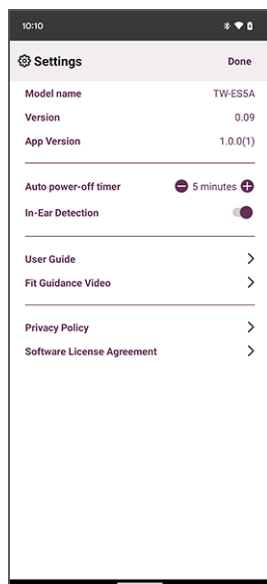 10:10
Settings Done
Model name TW-ES5A
Version 0.09
App Version 1.0.0(1)
Auto power-off timer 5 minutes
In-Ear Detection
User Guide
Fit Guidance Video
Privacy Policy
Software License Agreement